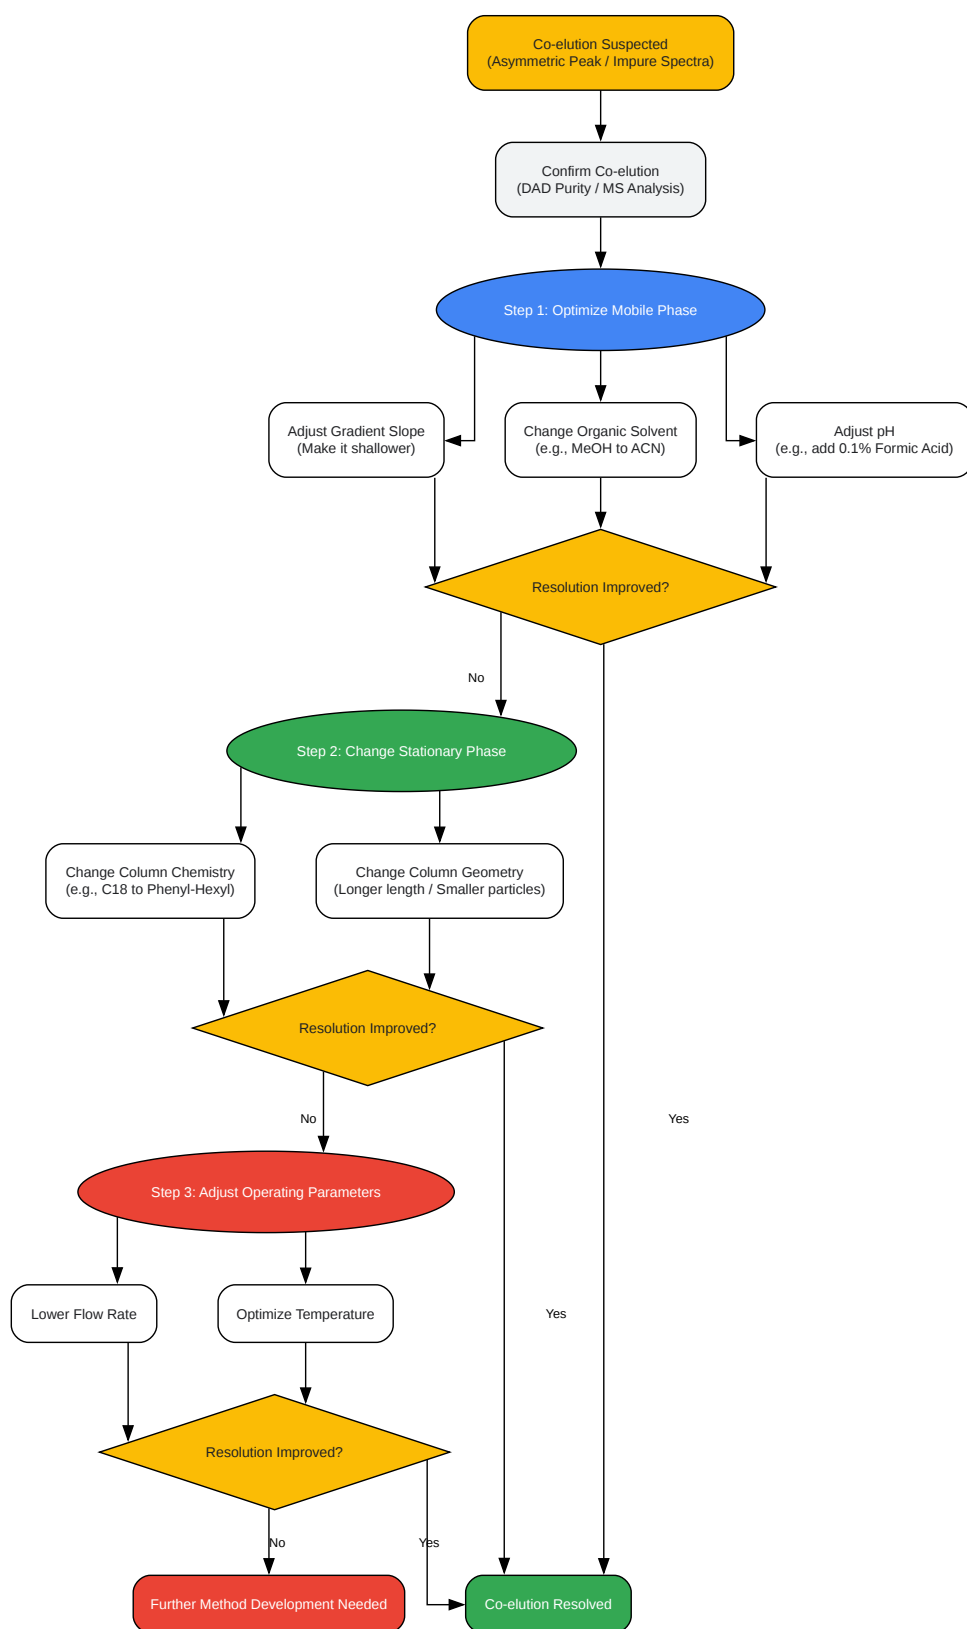 Co-elution Suspected
(Asymmetric Peak / Impure Spectra)
Confirm Co-elution
(DAD Purity / MS Analysis)
Step 1: Optimize Mobile Phase
Adjust Gradient Slope
(Make it shallower)
Change Organic Solvent
(e.g., MeOH to ACN)
Adjust pH
(e.g., add 0.1% Formic Acid)
Resolution Improved?
No
Step 2: Change Stationary Phase
Change Column Chemistry
(e.g., C18 to Phenyl-Hexyl)
Change Column Geometry
(Longer length / Smaller particles)
Resolution Improved?
No
Yes
Step 3: Adjust Operating Parameters
Lower Flow Rate
Optimize Temperature
Yes
Resolution Improved?
No
Yes
Further Method Development Needed
Co-elution Resolved